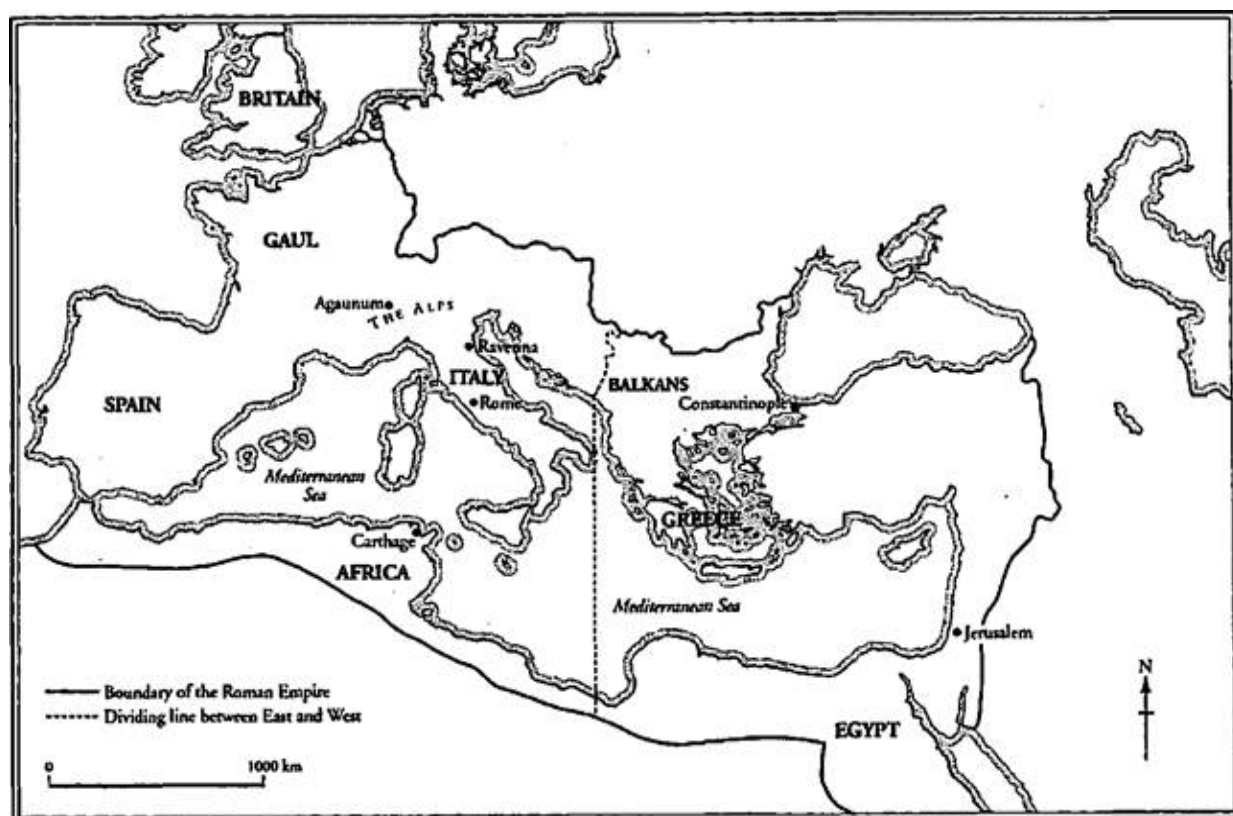 BRITAIN
GAUL
Agaunum
THE ALPS
Ravenna
ITALY
BALKANS
SPAIN
Rome
Constantinople
Mediterranean
Sea
GREECE
Carthage
AFRICA
Mediterranean Sea
Jerusalem
N
Boundary of the Roman Empire
Dividing line between East and West
EGYPT
0 1000 km